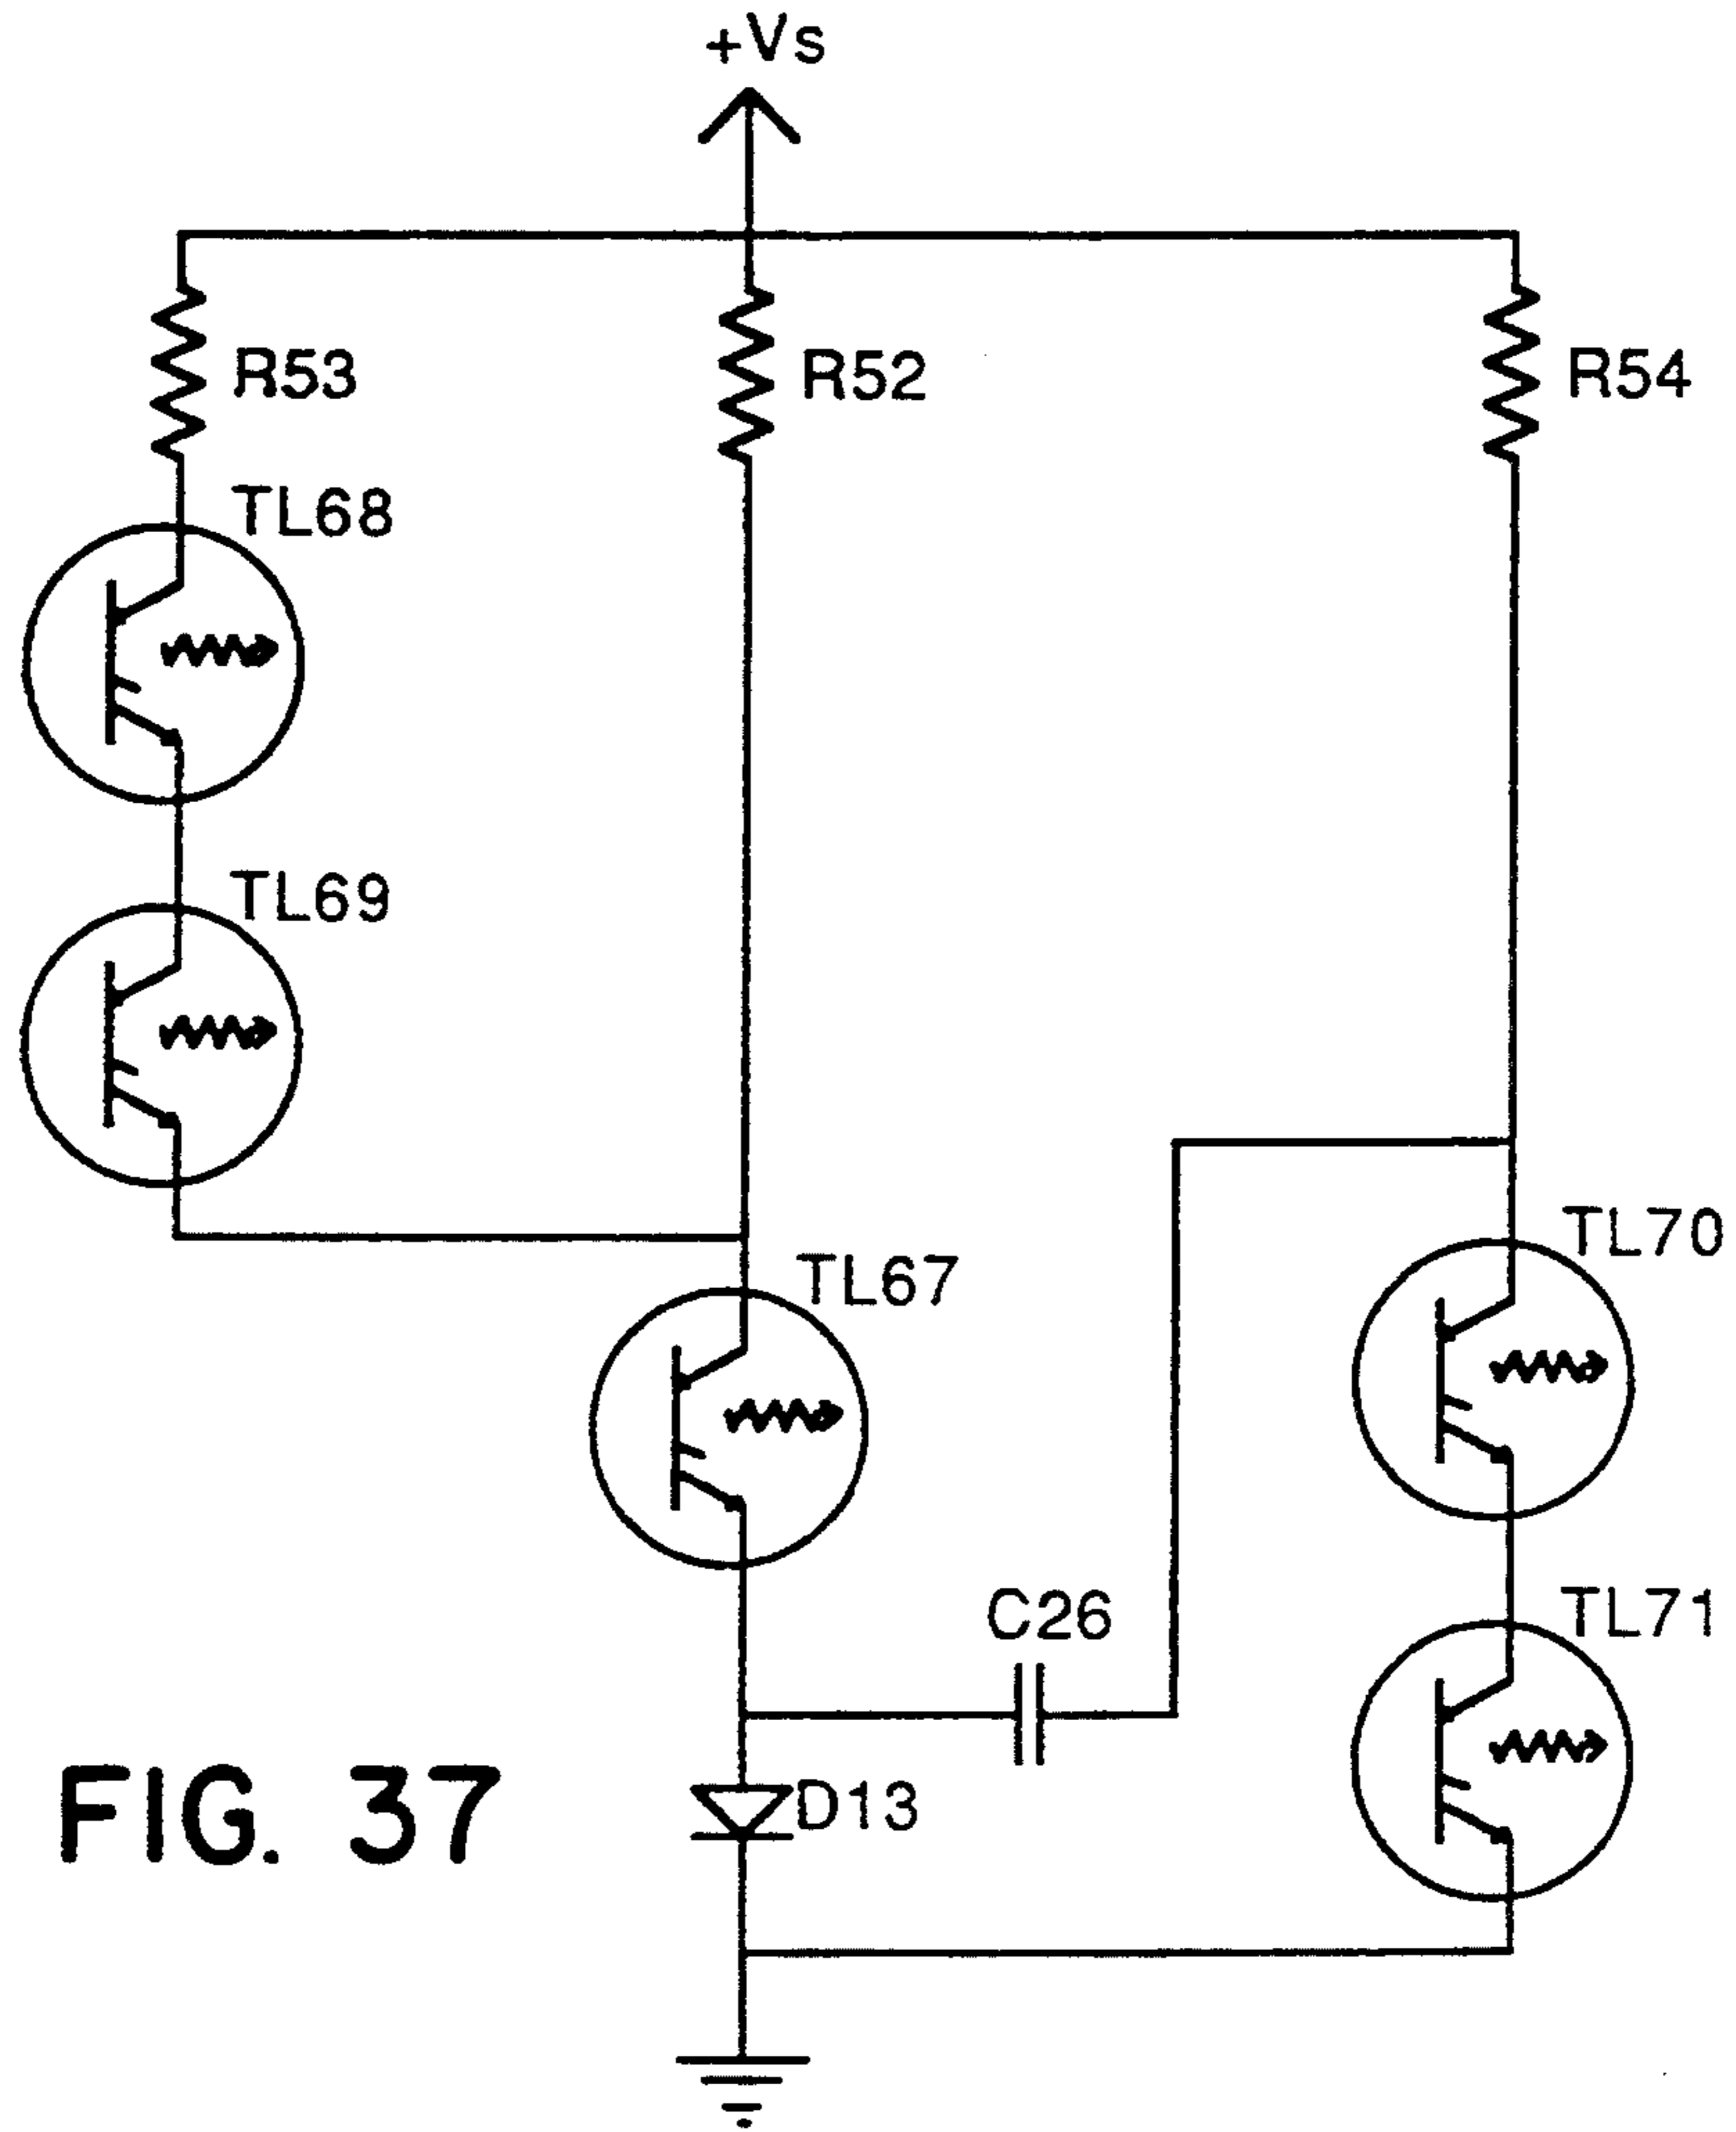 +Vs
R53
R52
R54
TL68
TL69
TL70
TL67
TL71
C26
D13
FIG. 37